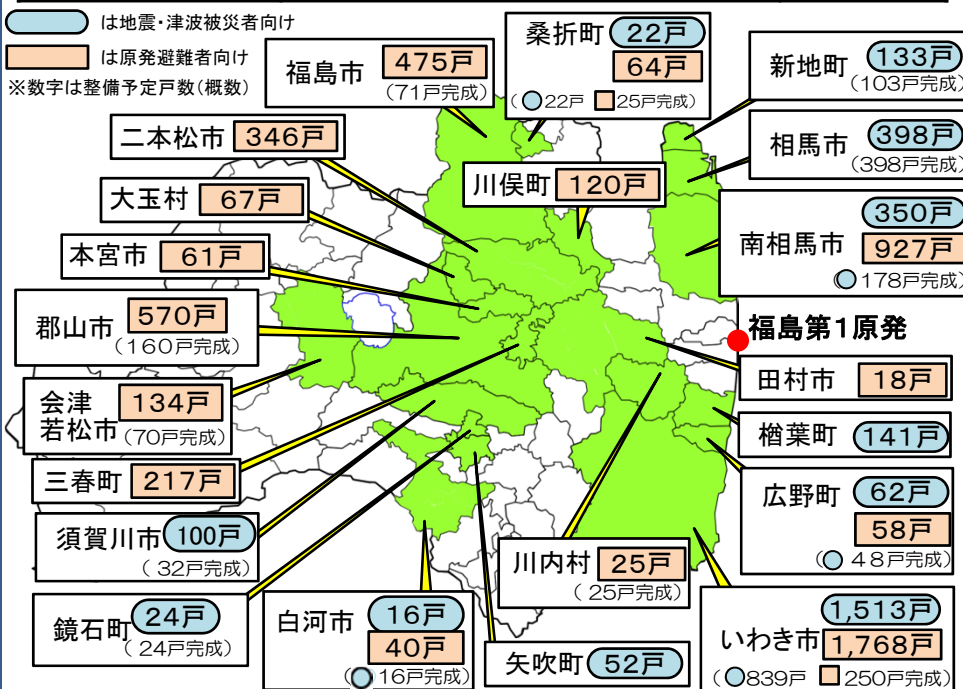 は地震・津波被災者向け
は原発避難者向け
※数字は整備予定戸数(概数)
福島市 475戸
(71戸完成)
桑折町 22戸
64戸
(22戸 25戸完成)
新地町 133戸
(103戸完成)
相馬市 398戸
(398戸完成)
二本松市 346戸
川俣町 120戸
大玉村 67戸
南相馬市 350戸
927戸
(178戸完成)
本宮市 61戸
郡山市 570戸
(160戸完成)
福島第1原発
田村市 18戸
会津
若松市 134戸
(70戸完成)
楢葉町 141戸
三春町 217戸
広野町 62戸
58戸
(48戸完成)
須賀川市 100戸
(32戸完成)
川内村 25戸
(25戸完成)
鏡石町 24戸
(24戸完成)
白河市 16戸
40戸
(16戸完成)
矢吹町 52戸
いわき市 1,513戸
1,768戸
(839戸 250戸完成)